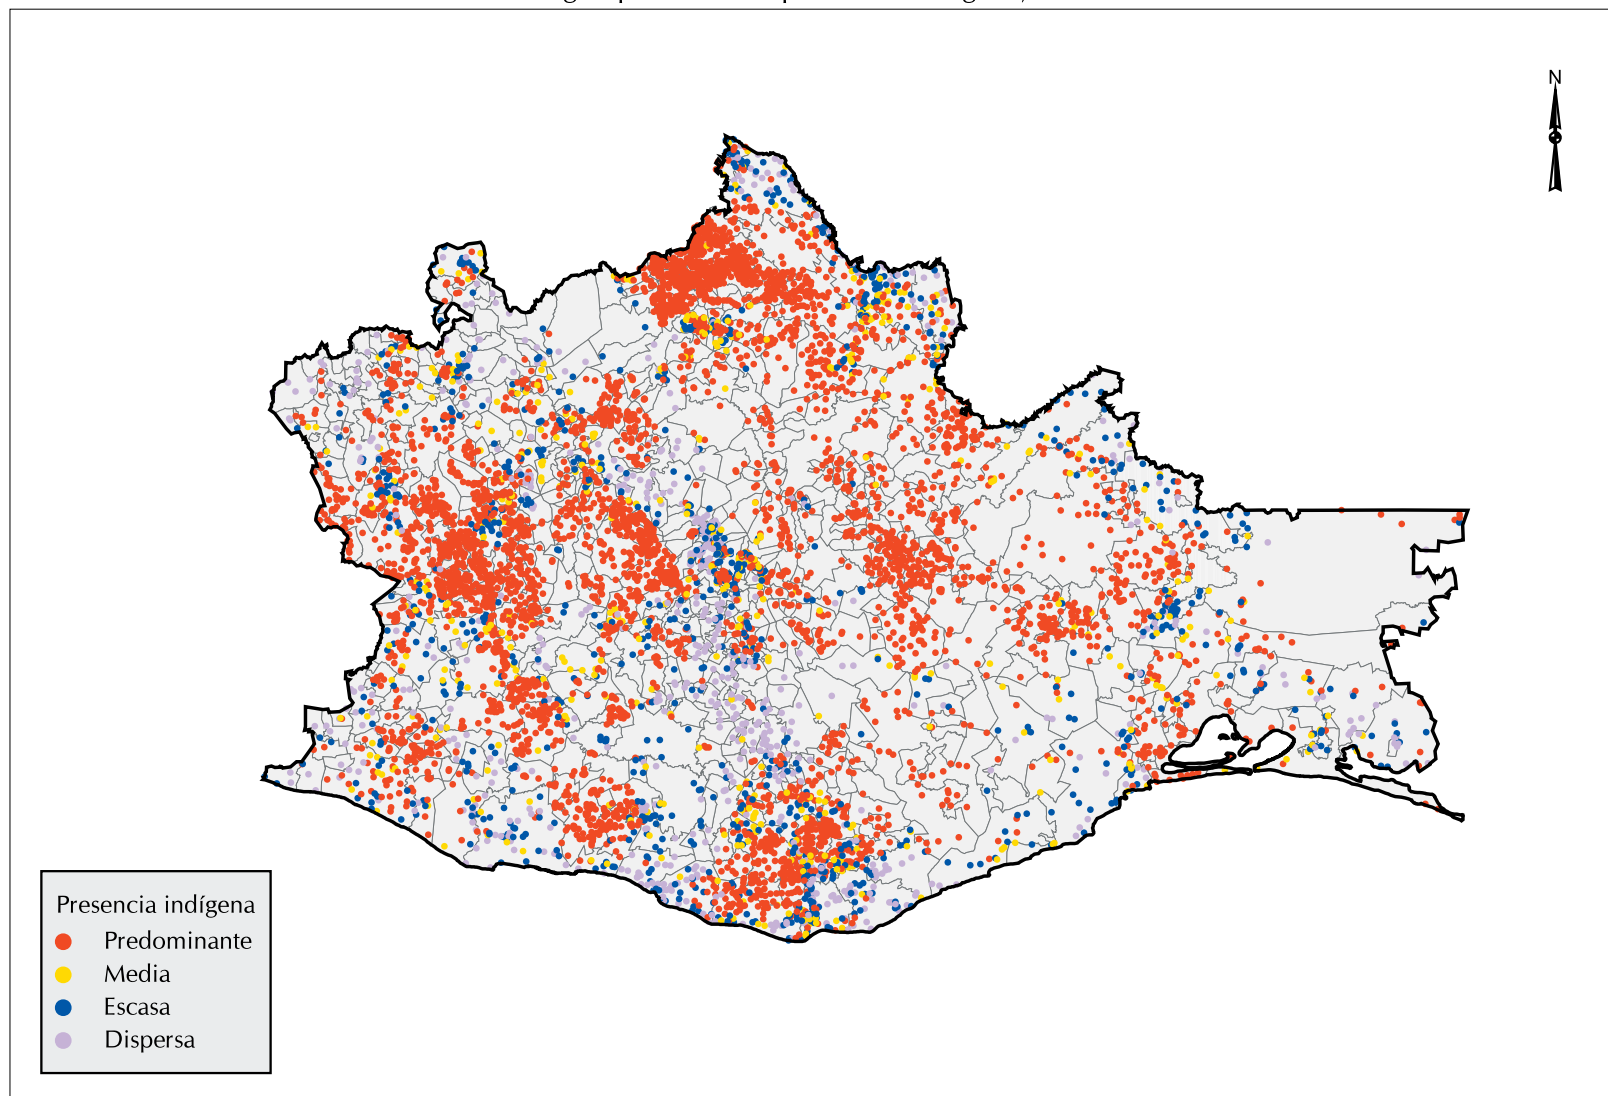 N
Presencia indígena
Predominante
Media
Escasa
Dispersa